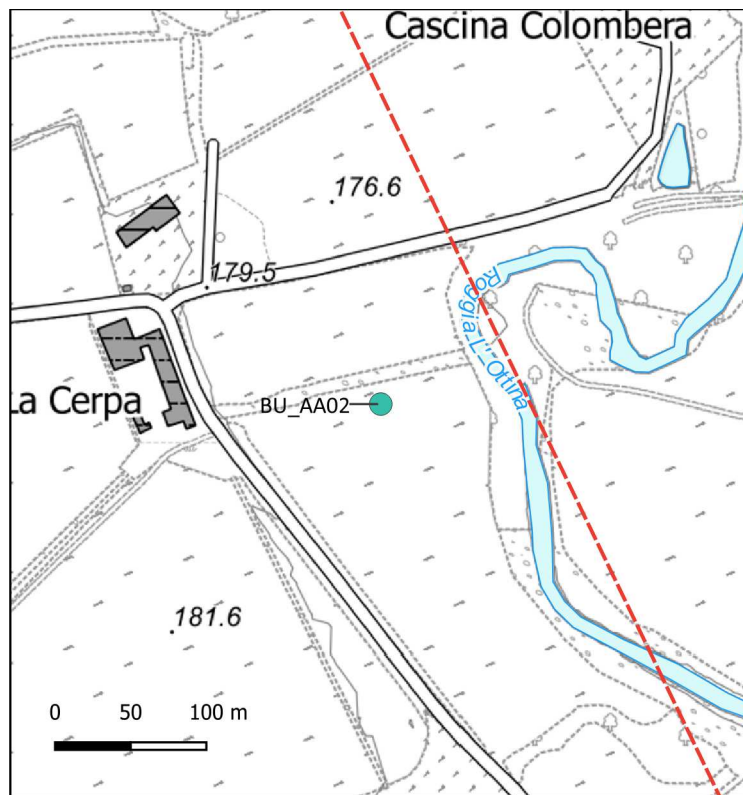 Cascina Colombera
176.6
179.5
Roggia L'Ottina
La Cerpa
BU_AA02
181.6
0 50 100 m